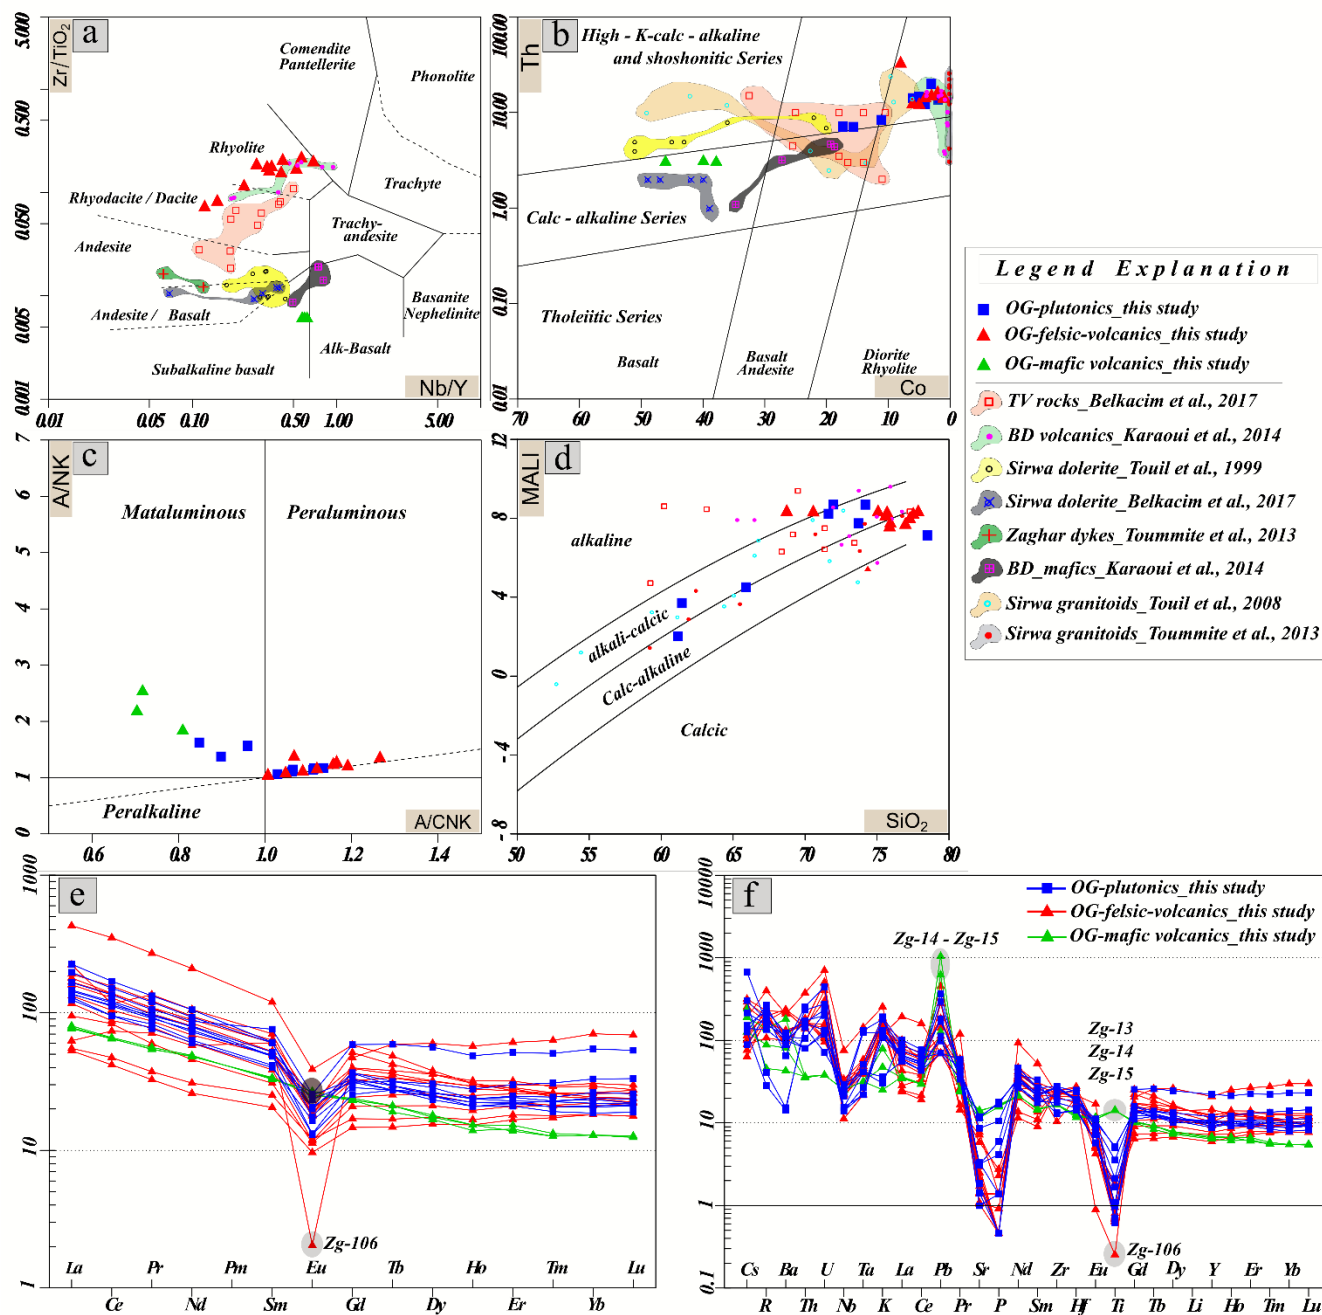 a
Zr/TiO2
5.000
0.500
0.050
0.005
0.001
Comendite
Pantellerite
Phonolite
Rhyolite
Trachyte
Rhyodacite / Dacite
Trachy-
andesite
Andesite
Basanite
Nephelinite
Andesite / Basalt
Alk-Basalt
Subalkaline basalt
Nb/Y
0.01
0.05
0.10
0.50
1.00
5.00
b
Th
100.00
10.00
1.00
0.10
0.01
High - K-calc - alkaline
and shoshonitic Series
Calc - alkaline Series
Tholeiitic Series
Basalt
Basalt
Andesite
Diorite
Rhyolite
Co
70
60
50
40
30
20
10
0
Legend Explanation
OG-plutonics_this study
OG-felsic-volcanics_this study
OG-mafic volcanics_this study
TV rocks_Belkacim et al., 2017
BD volcanics_Karaoui et al., 2014
Sirwa dolerite_Touil et al., 1999
Sirwa dolerite_Belkacim et al., 2017
Zaghar dykes_Toummite et al., 2013
BD_mafics_Karaoui et al., 2014
Sirwa granitoids_Touil et al., 2008
Sirwa granitoids_Toummite et al., 2013
c
A/NK
7
6
5
4
3
2
1
0
Mataluminous
Peraluminous
Peralkaline
A/CNK
0.6
0.8
1.0
1.2
1.4
d
MALI
12
8
4
0
-4
-8
alkaline
alkali-calcic
Calc-alkaline
Calcic
SiO2
50
55
60
65
70
75
80
e
1000
100
10
1
Zg-106
La
Pr
Pm
Eu
Tb
Ho
Tm
Lu
Ce
Nd
Sm
Gd
Dy
Er
Yb
f
10000
1000
100
10
1
0.1
OG-plutonics_this study
OG-felsic-volcanics_this study
OG-mafic volcanics_this study
Zg-14 - Zg-15
Zg-13
Zg-14
Zg-15
Zg-106
Cs
Ba
U
Ta
La
Pb
Sr
Nd
Zr
Eu
Gd
Dy
Y
Er
Yb
R
Th
Nb
K
Ce
Pr
P
Sm
Hf
Ti
Tb
Li
Ho
Tm
Lu